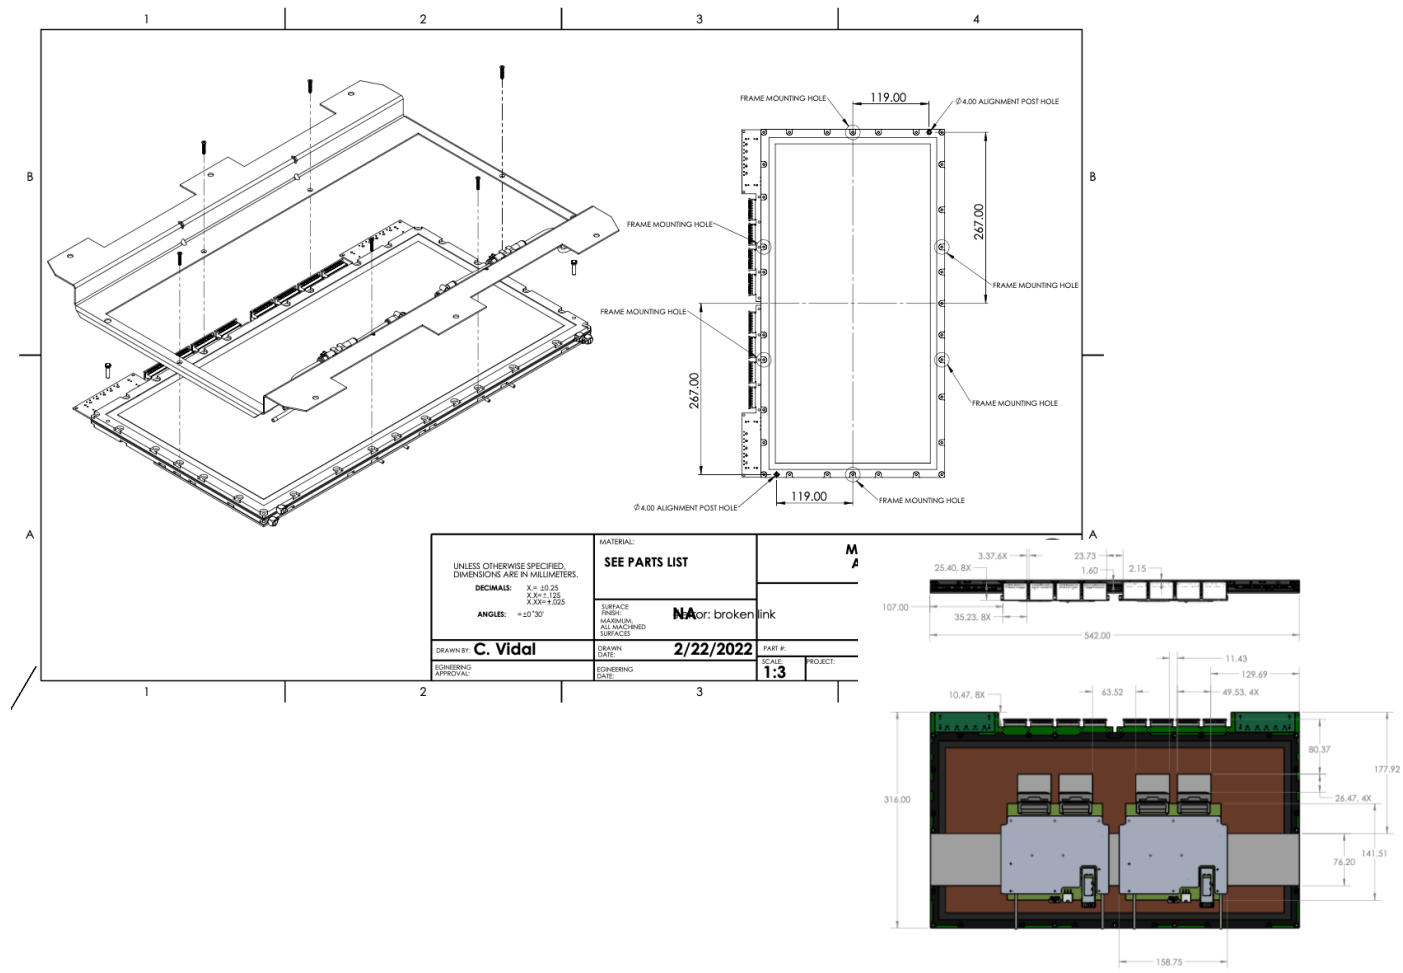 1
2
3
4
B
B
A
A
FRAME MOUNTING HOLE
119.00
Ø4.00 ALIGNMENT POST HOLE
FRAME MOUNTING HOLE
267.00
FRAME MOUNTING HOLE
FRAME MOUNTING HOLE
267.00
FRAME MOUNTING HOLE
119.00
Ø4.00 ALIGNMENT POST HOLE
FRAME MOUNTING HOLE
UNLESS OTHERWISE SPECIFIED,
DIMENSIONS ARE IN MILLIMETERS.
DECIMALS: X.= ±0.25
X.X=±.125
X.XX=±.025
ANGLES: =±0°30'
MATERIAL:
SEE PARTS LIST
SURFACE
FINISH:
MAXIMUM,
ALL MACHINED
SURFACES
NA
broken link
M
A
DRAWN BY: C. Vidal
DRAWN
DATE:
2/22/2022
PART #:
EGINEERING
APPROVAL:
EGINEERING
DATE:
SCALE:
1:3
PROJECT:
1
2
3
3.37,6X
23.73
25.40, 8X
1.60
2.15
107.00
35.23, 8X
542.00
11.43
129.69
10.47, 8X
63.52
49.53, 4X
80.37
177.92
316.00
26.47, 4X
141.51
76.20
158.75